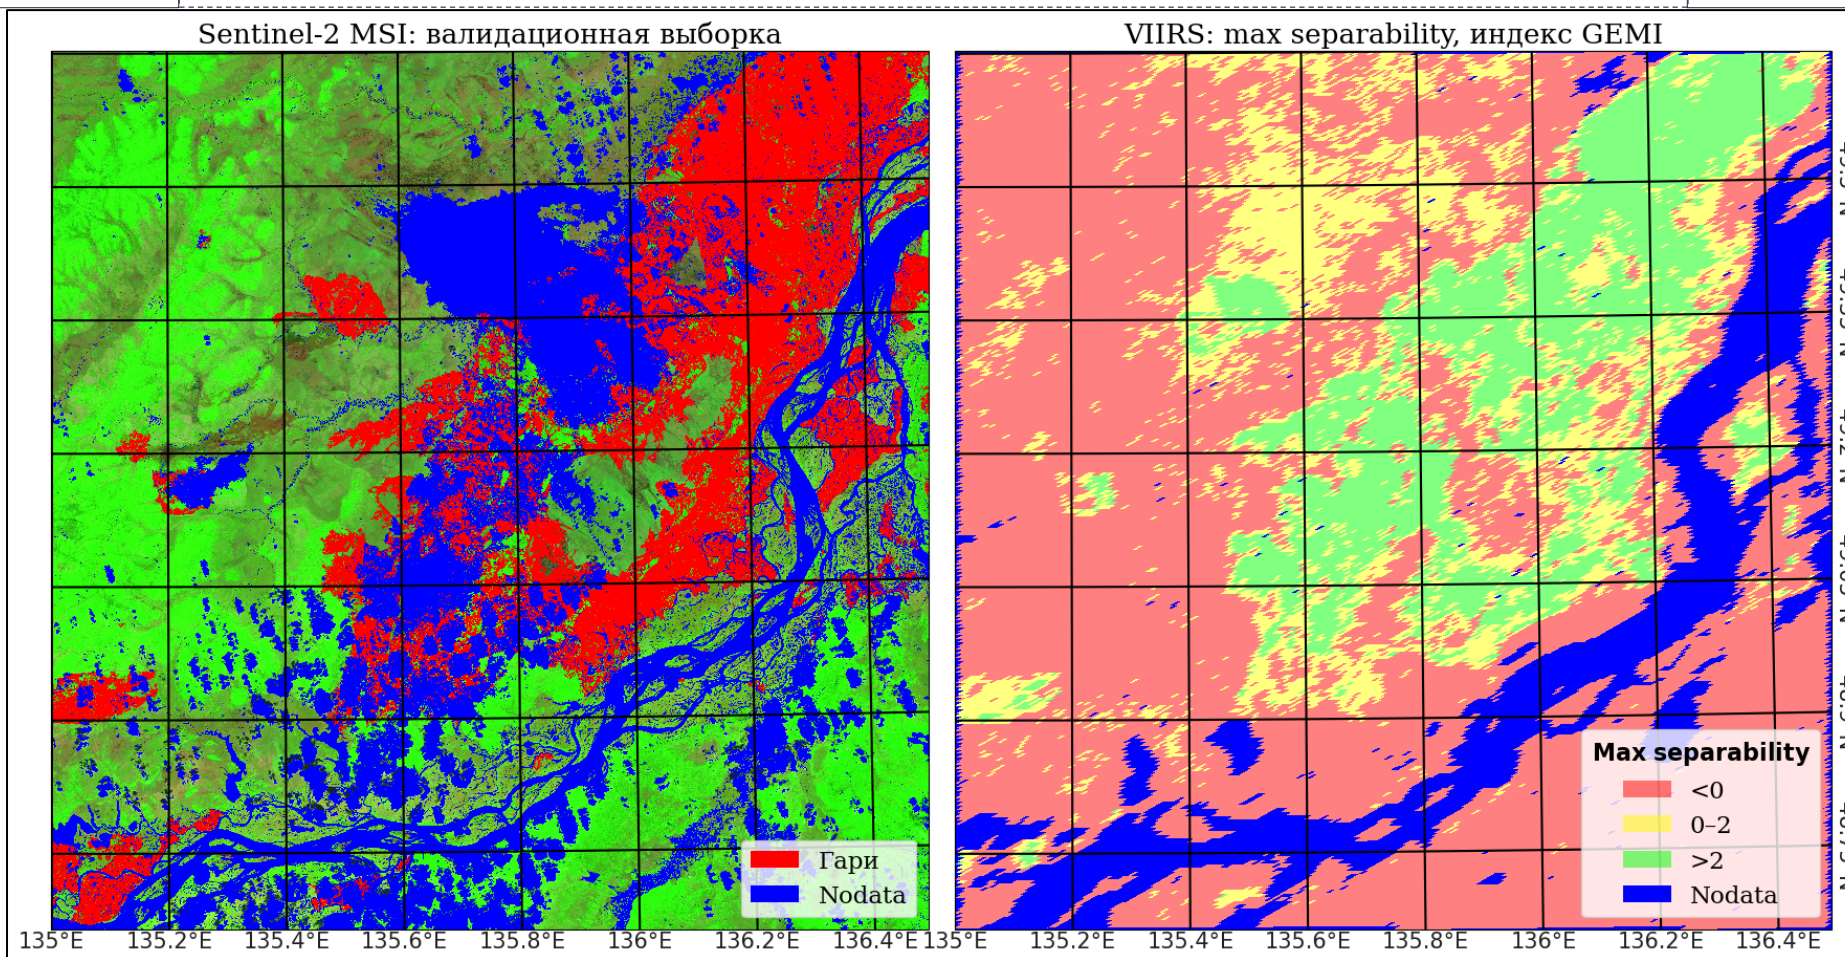 Sentinel-2 MSI: валидационная выборка
VIIRS: max separability, индекс GEMI
Гари
Nodata
Max separability
<0
0–2
>2
Nodata
135°E 135.2°E 135.4°E 135.6°E 135.8°E 136°E 136.2°E 136.4°E
135.2°E 135.4°E 135.6°E 135.8°E 136°E 136.2°E 136.4°E